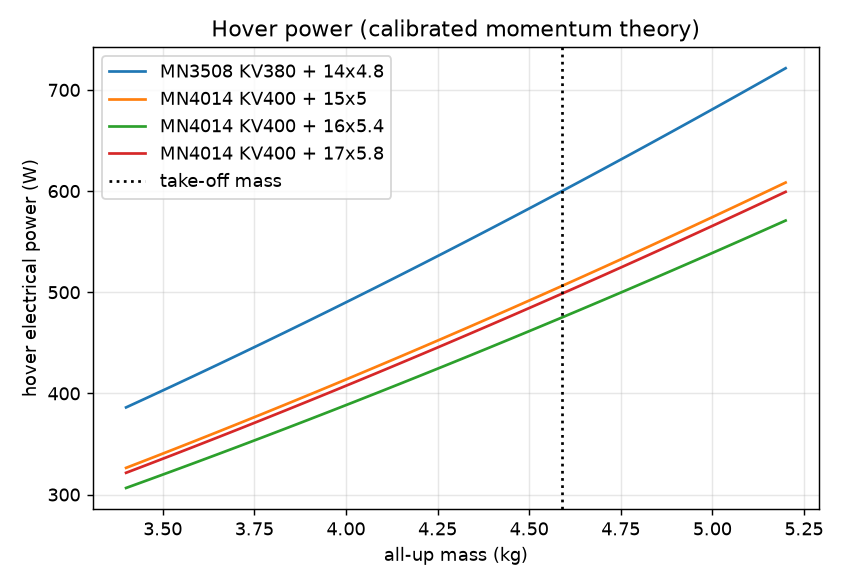 Hover power (calibrated momentum theory)
MN3508 KV380 + 14x4.8
MN4014 KV400 + 15x5
MN4014 KV400 + 16x5.4
MN4014 KV400 + 17x5.8
take-off mass
hover electrical power (W)
700
600
500
400
300
3.50 3.75 4.00 4.25 4.50 4.75 5.00 5.25
all-up mass (kg)